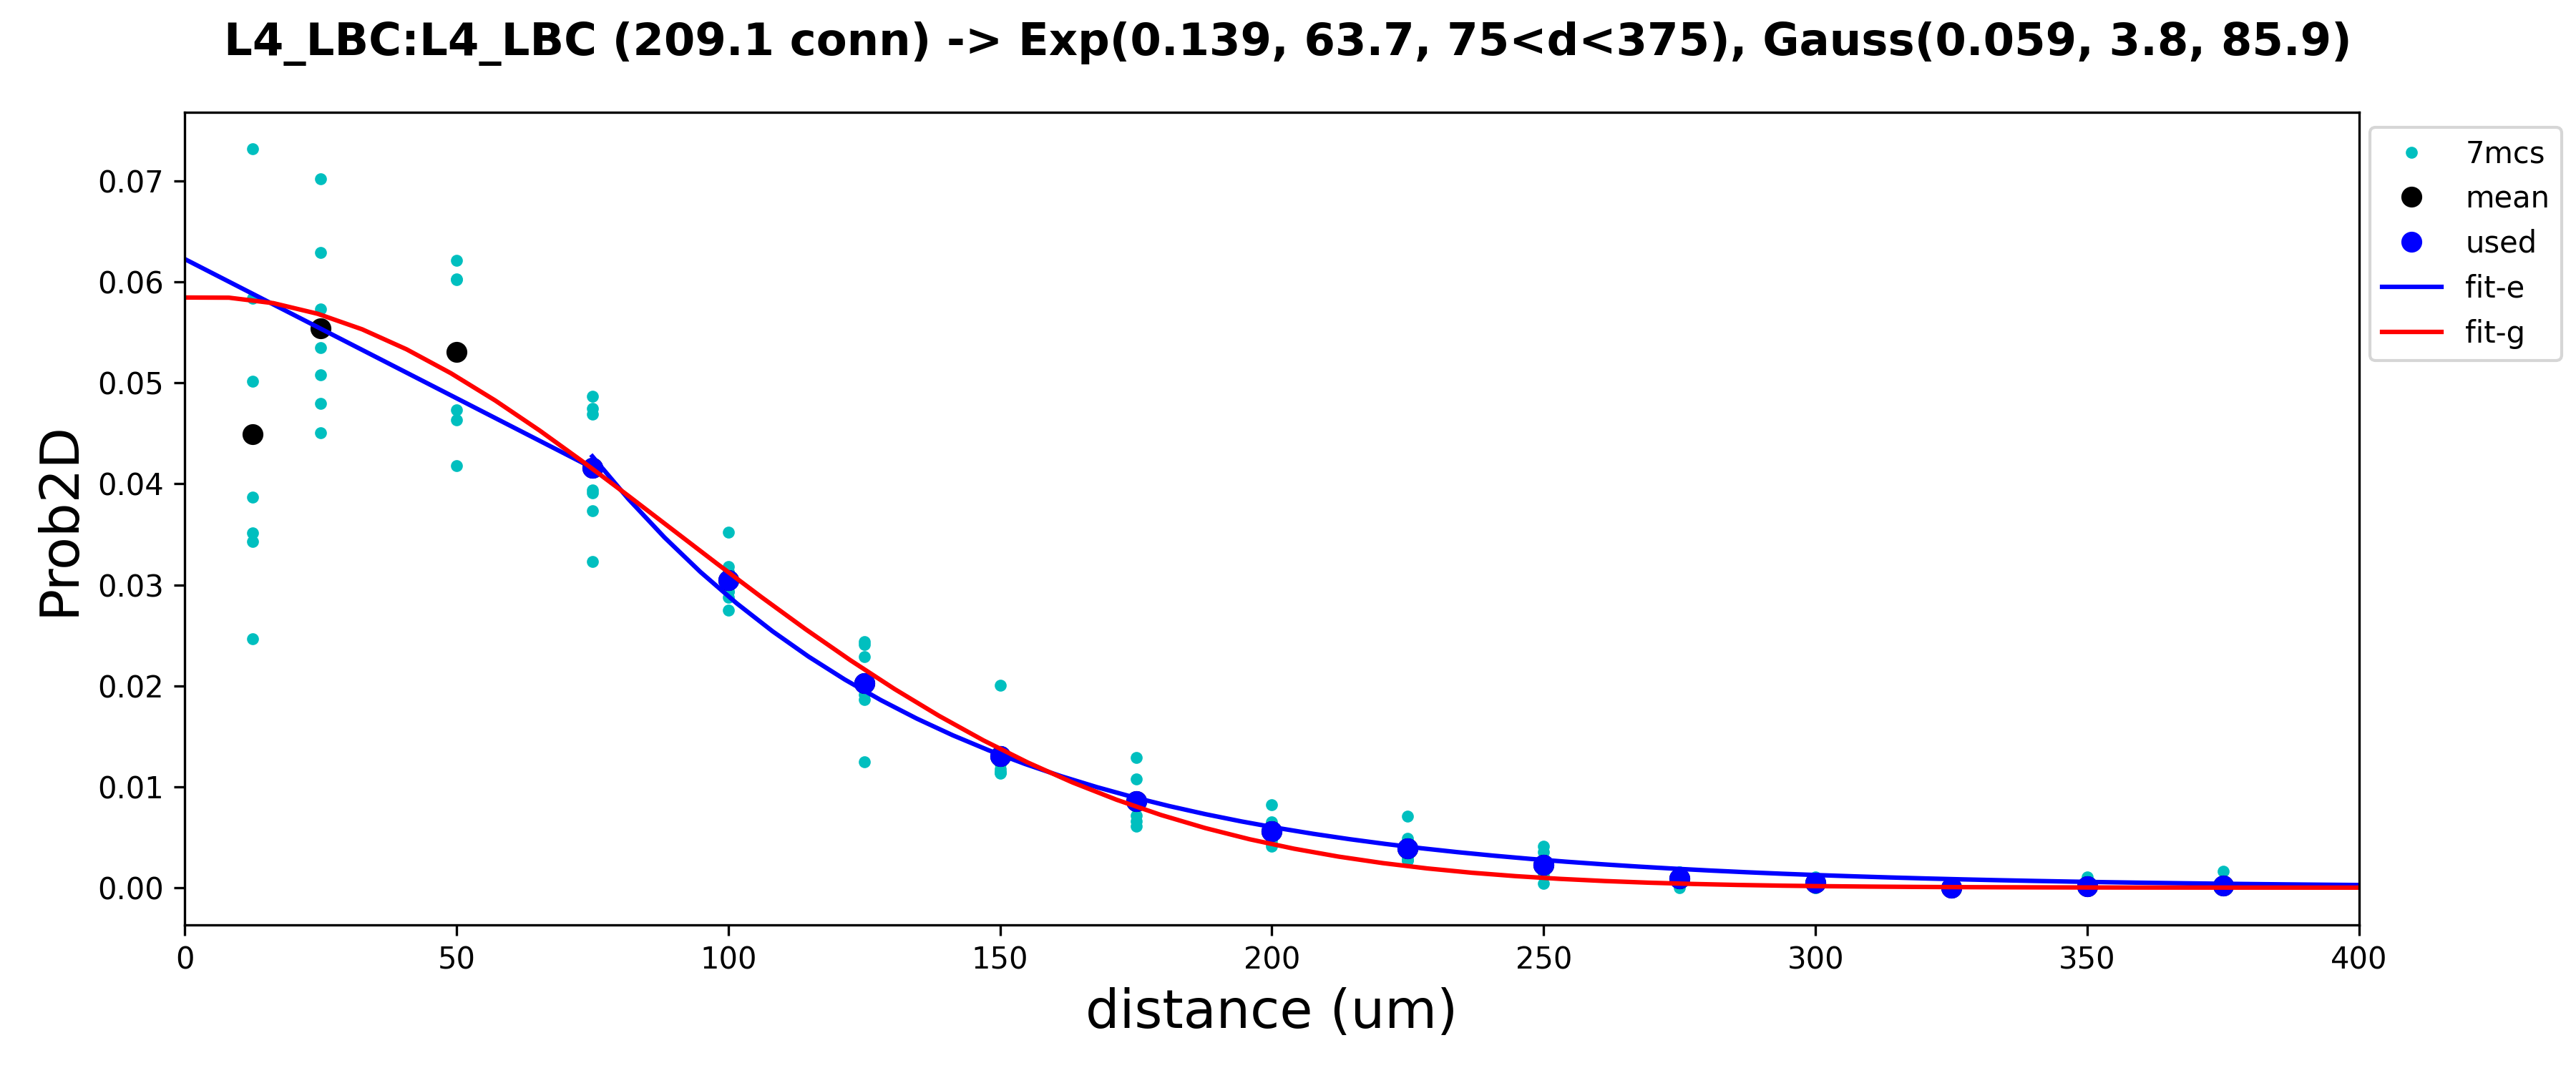 L4_LBC:L4_LBC (209.1 conn) -> Exp(0.139, 63.7, 75<d<375), Gauss(0.059, 3.8, 85.9)
7mcs
mean
used
fit-e
fit-g
Prob2D
0.07
0.06
0.05
0.04
0.03
0.02
0.01
0.00
0 50 100 150 200 250 300 350 400
distance (um)